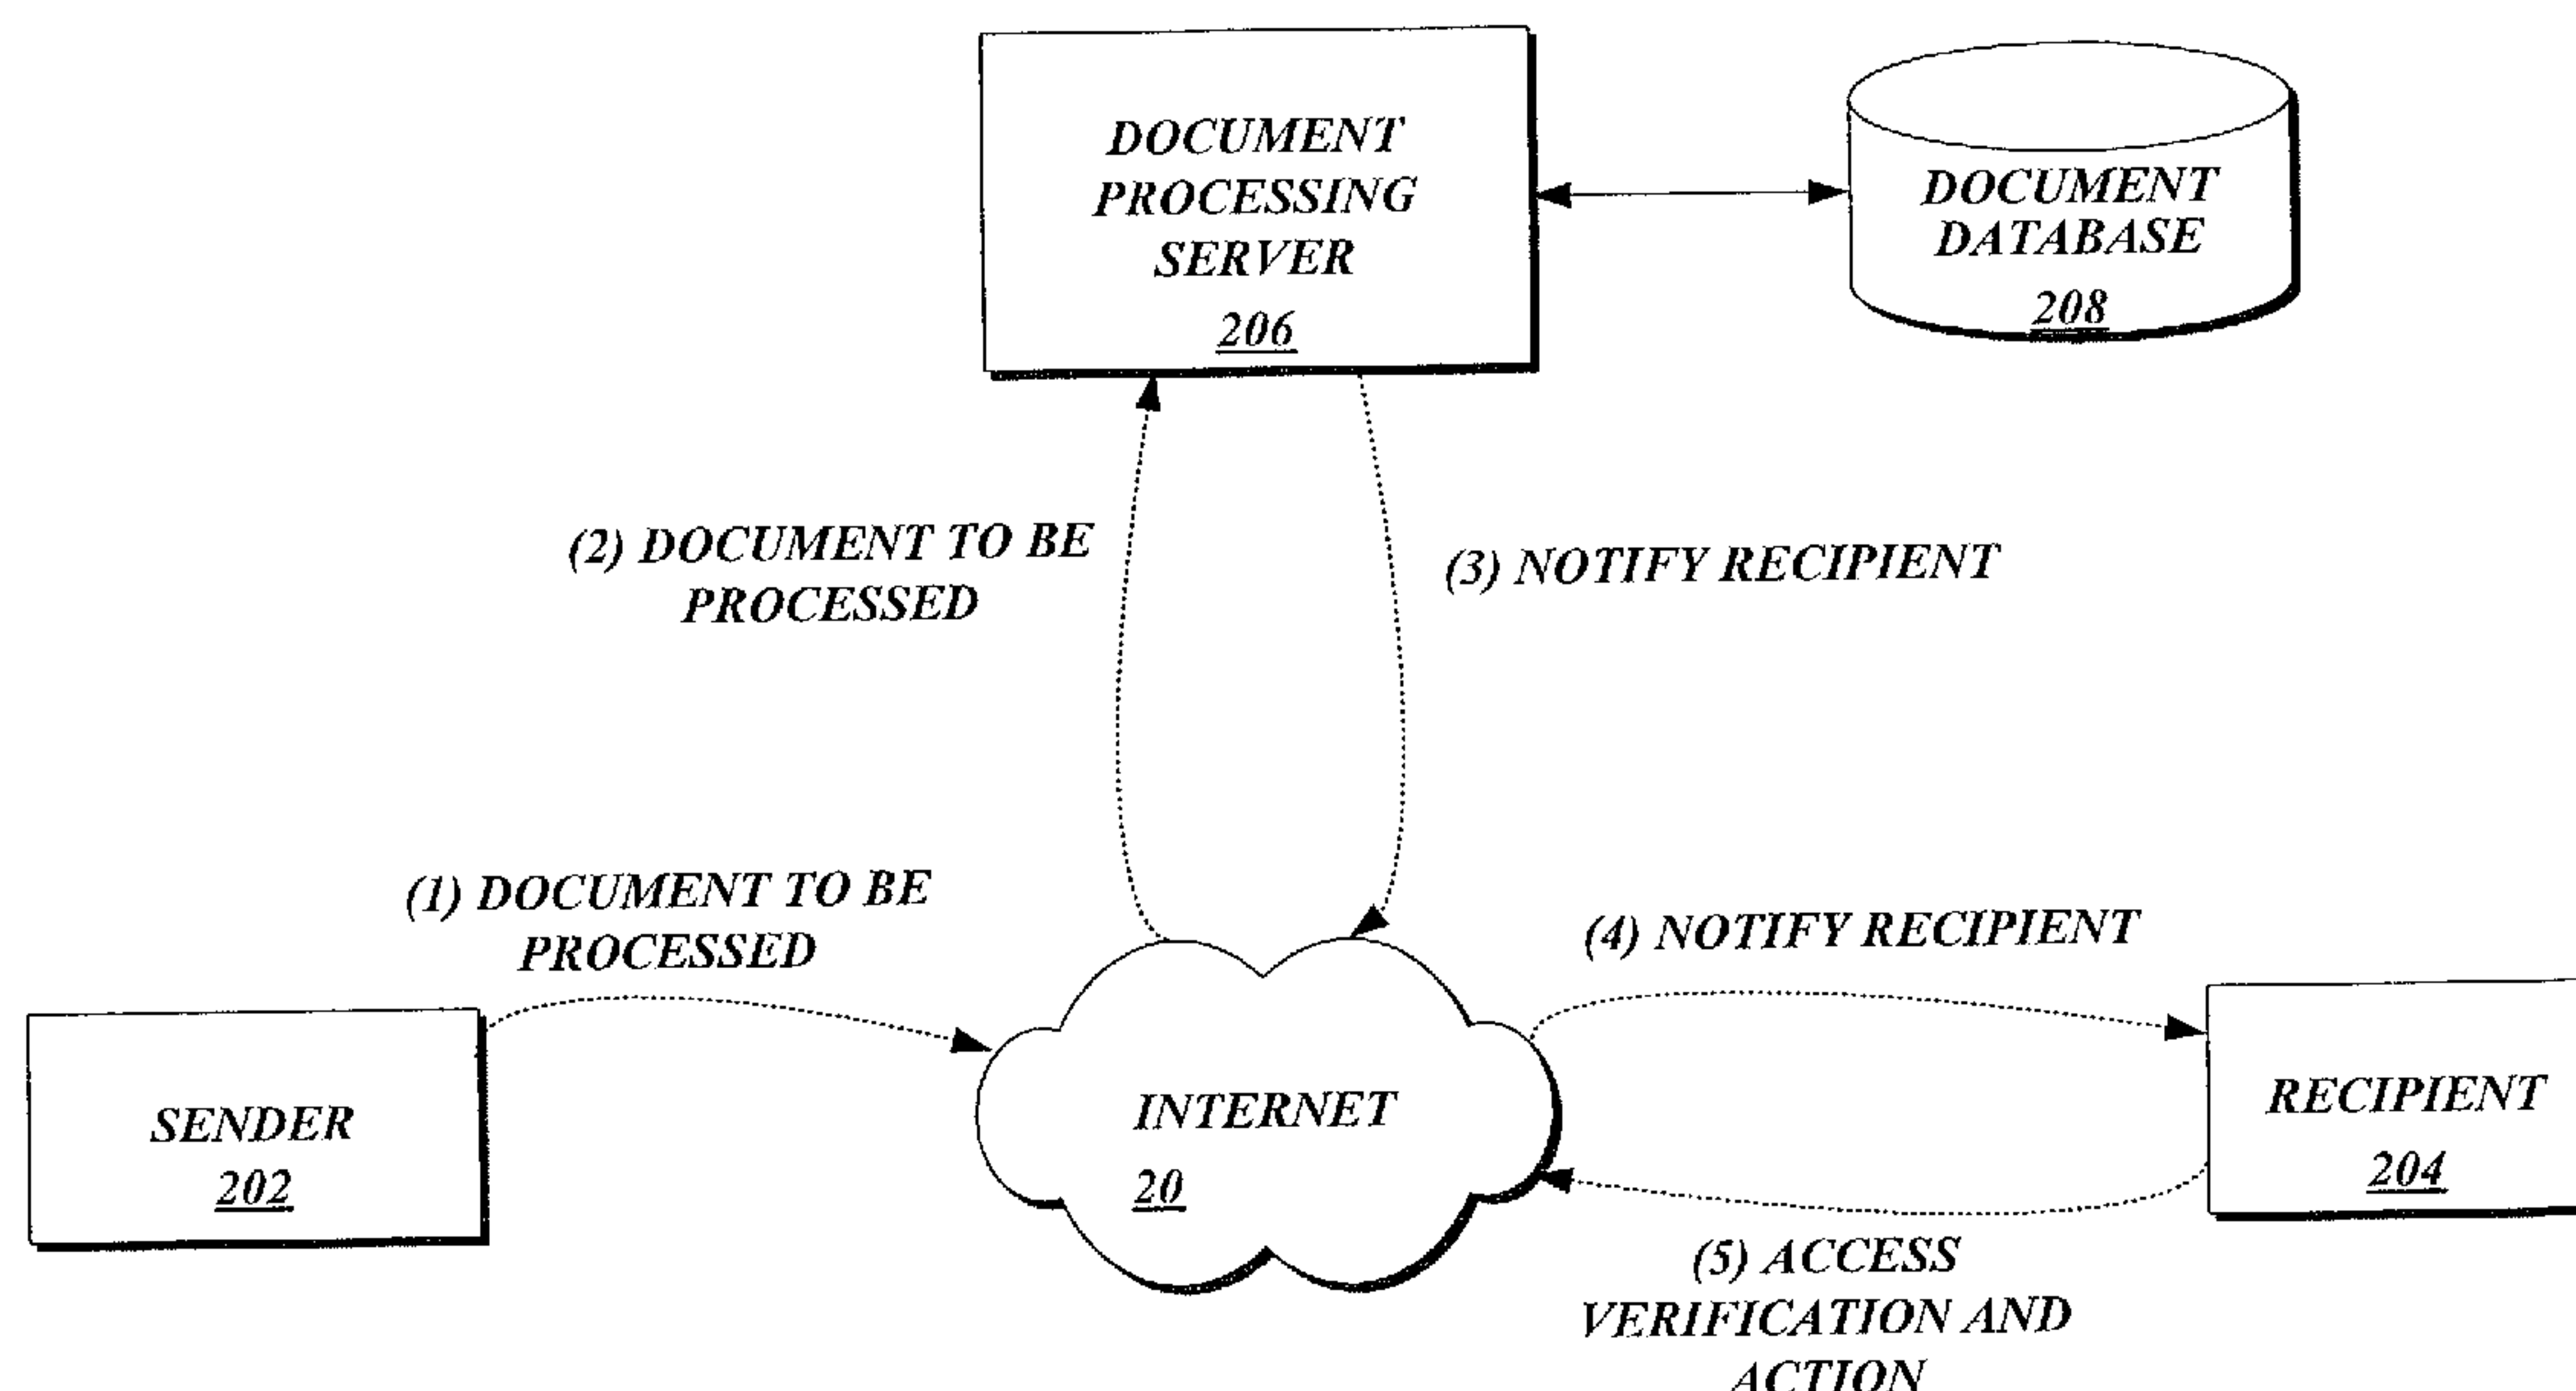 DOCUMENT
PROCESSING
SERVER
206
DOCUMENT
DATABASE
208
(2) DOCUMENT TO BE
PROCESSED
(3) NOTIFY RECIPIENT
(1) DOCUMENT TO BE
PROCESSED
(4) NOTIFY RECIPIENT
SENDER
202
INTERNET
20
RECIPIENT
204
(5) ACCESS
VERIFICATION AND
ACTION